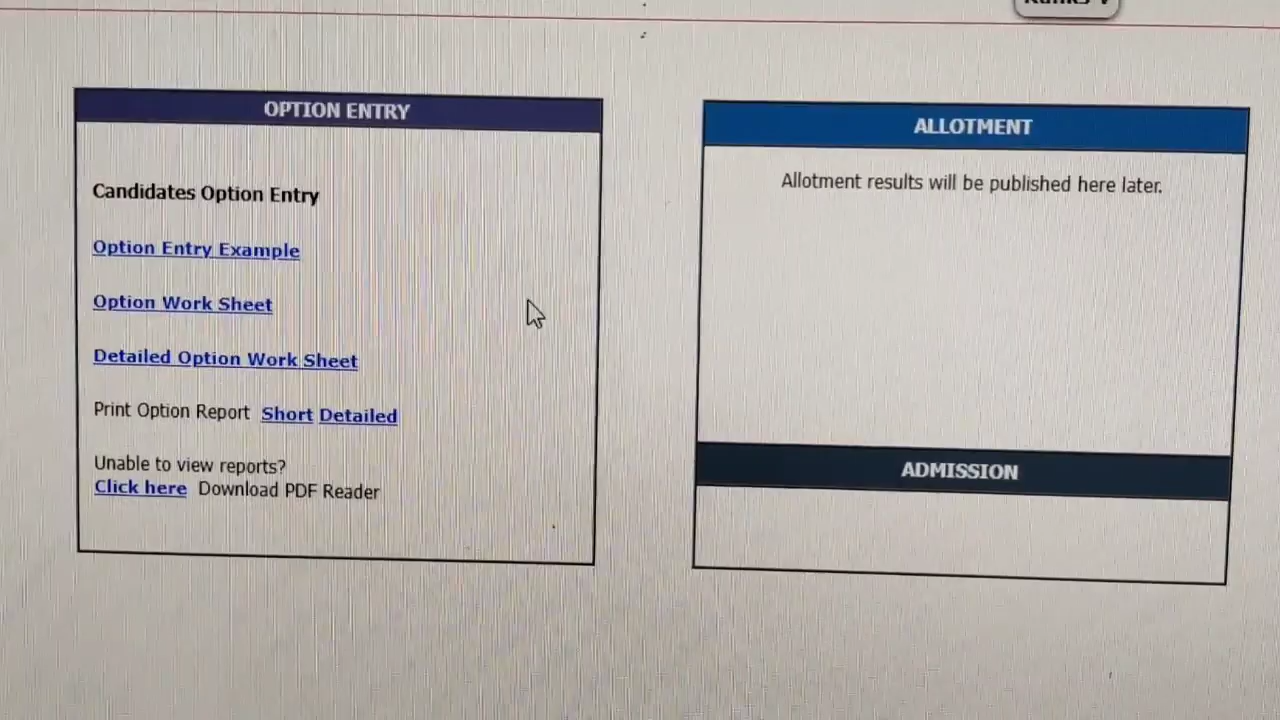 OPTION ENTRY
Candidates Option Entry
Option Entry Example
Option Work Sheet
Detailed Option Work Sheet
Print Option Report Short Detailed
Unable to view reports?
Click here Download PDF Reader
ALLOTMENT
Allotment results will be published here later.
ADMISSION